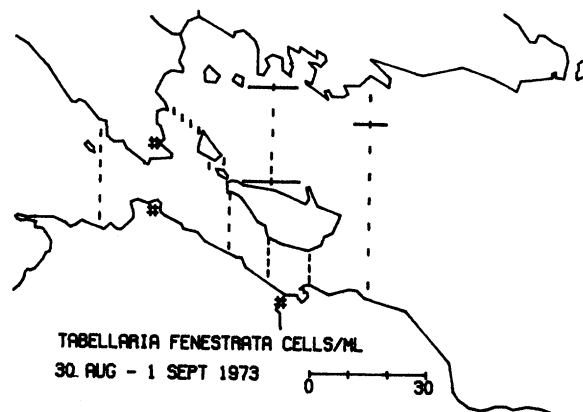 TABELLARIA FENESTRATA CELLS/ML
30 AUG - 1 SEPT 1973
0 30